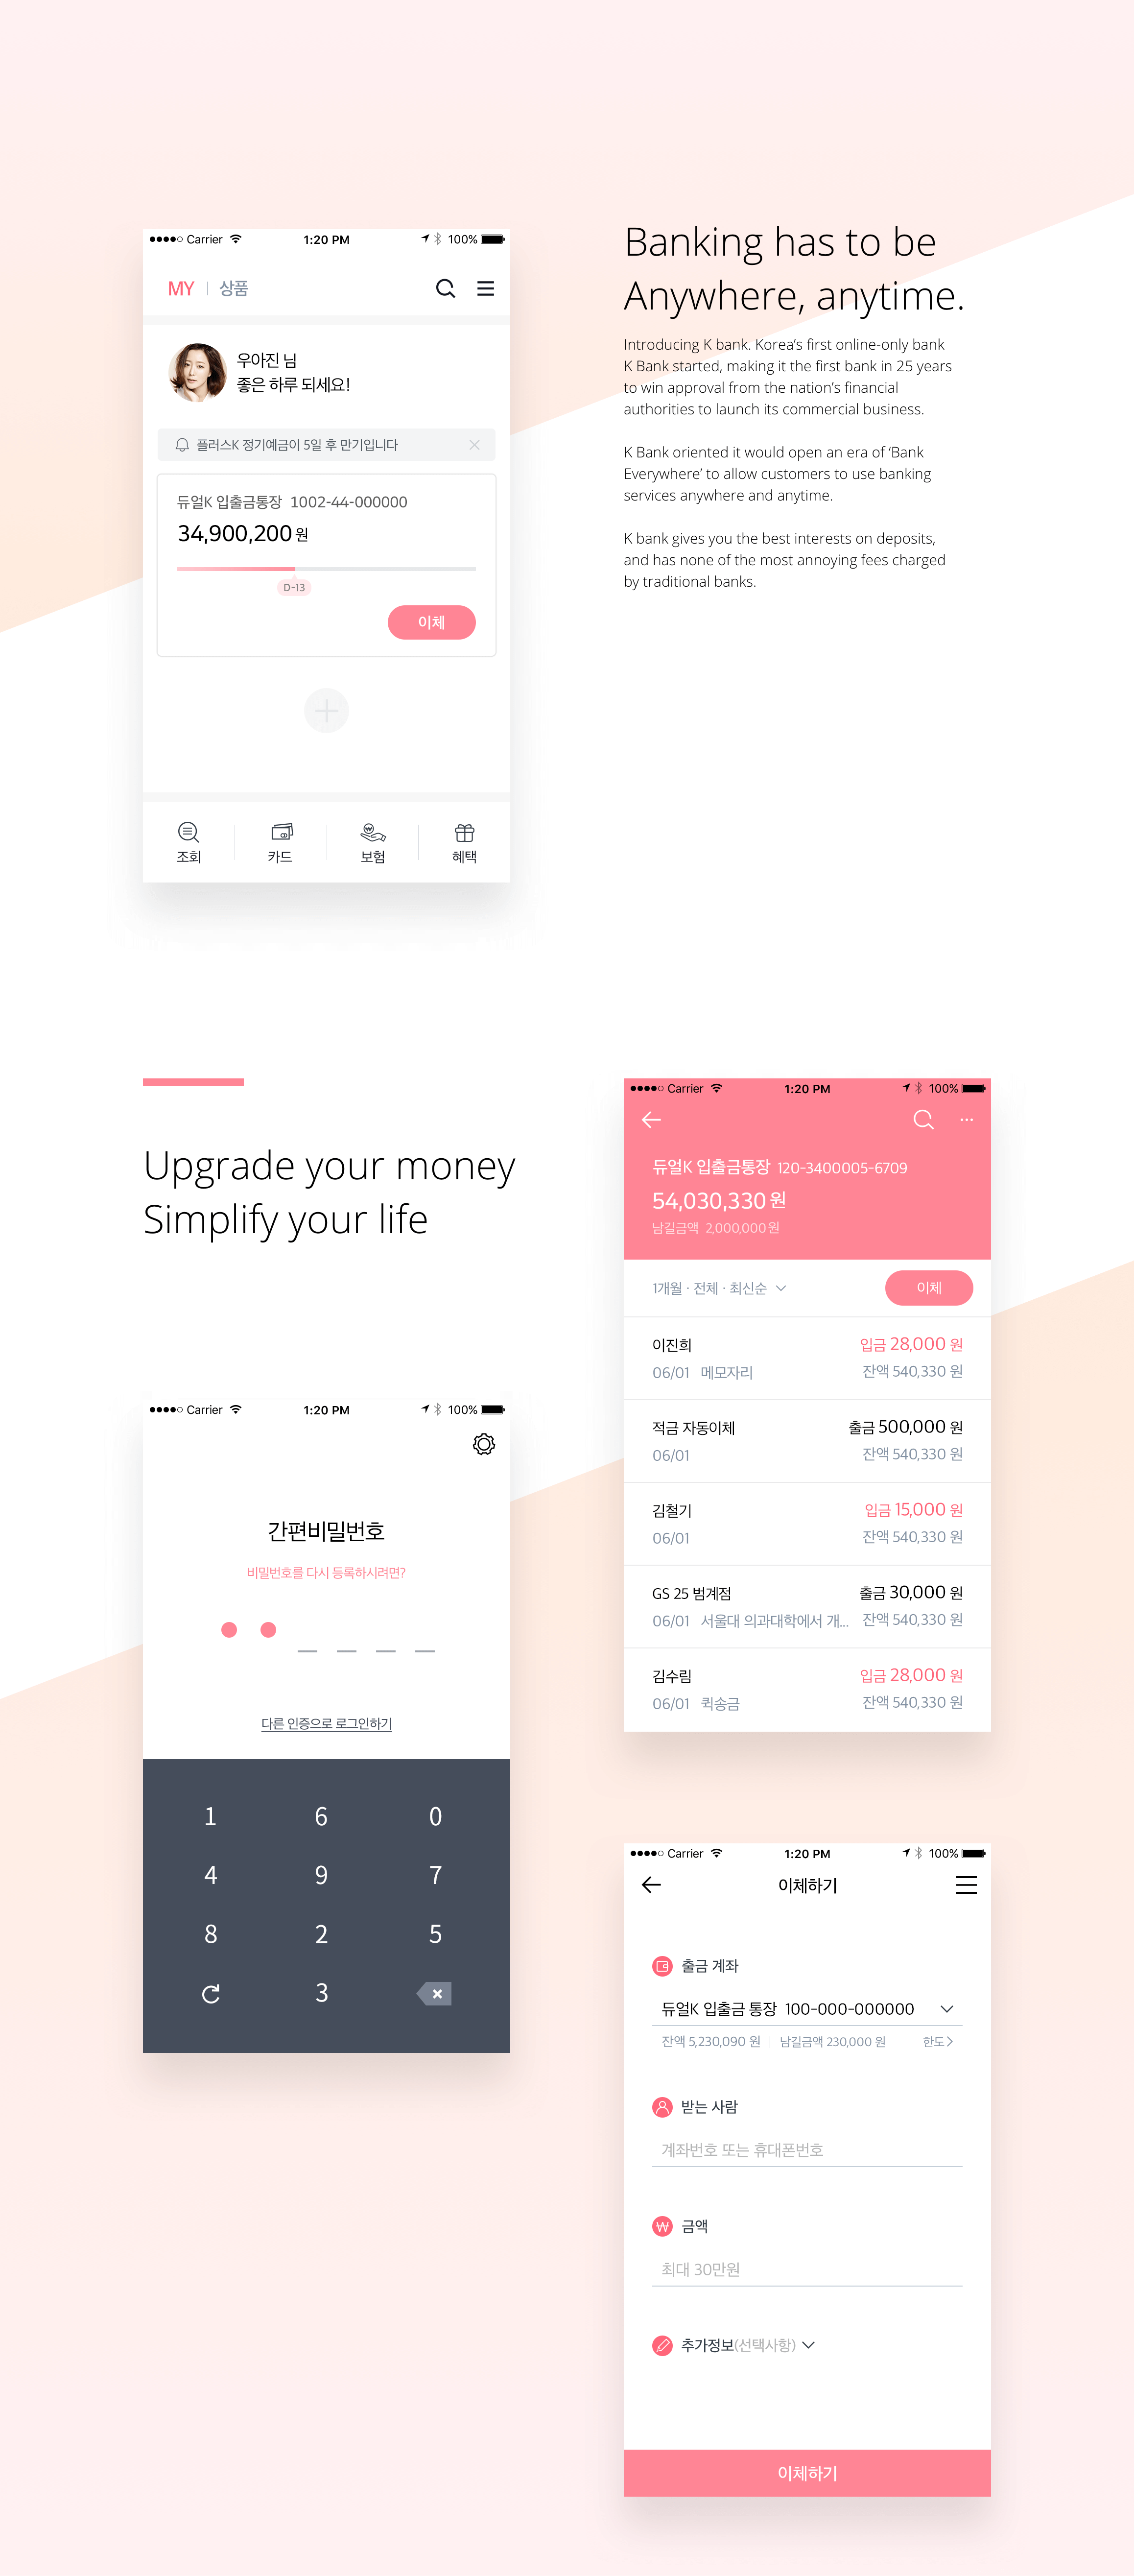 Carrier 1:20 PM 100%
MY 상품
우아진 님
좋은 하루 되세요!
플러스K 정기예금이 5일 후 만기입니다
듀얼K 입출금통장 1002-44-000000
34,900,200 원
D-13
이체
조회 카드 보험 혜택
Banking has to be
Anywhere, anytime.
Introducing K bank. Korea’s first online-only bank
K Bank started, making it the first bank in 25 years
to win approval from the nation’s financial
authorities to launch its commercial business.
K Bank oriented it would open an era of ‘Bank
Everywhere’ to allow customers to use banking
services anywhere and anytime.
K bank gives you the best interests on deposits,
and has none of the most annoying fees charged
by traditional banks.
Upgrade your money
Simplify your life
Carrier 1:20 PM 100%
간편비밀번호
비밀번호를 다시 등록하시려면?
다른 인증으로 로그인하기
1 6 0
4 9 7
8 2 5
3
Carrier 1:20 PM 100%
듀얼K 입출금통장 120-3400005-6709
54,030,330 원
남길금액 2,000,000 원
1개월 · 전체 · 최신순 이체
이진희 입금 28,000 원
06/01 메모자리 잔액 540,330 원
적금 자동이체 출금 500,000 원
06/01 잔액 540,330 원
김철기 입금 15,000 원
06/01 잔액 540,330 원
GS 25 범계점 출금 30,000 원
06/01 서울대 의과대학에서 개... 잔액 540,330 원
김수림 입금 28,000 원
06/01 퀵송금 잔액 540,330 원
Carrier 1:20 PM 100%
이체하기
출금 계좌
듀얼K 입출금 통장 100-000-000000
잔액 5,230,090 원 | 남길금액 230,000 원 한도
받는 사람
계좌번호 또는 휴대폰번호
₩ 금액
최대 30만원
추가정보(선택사항)
이체하기